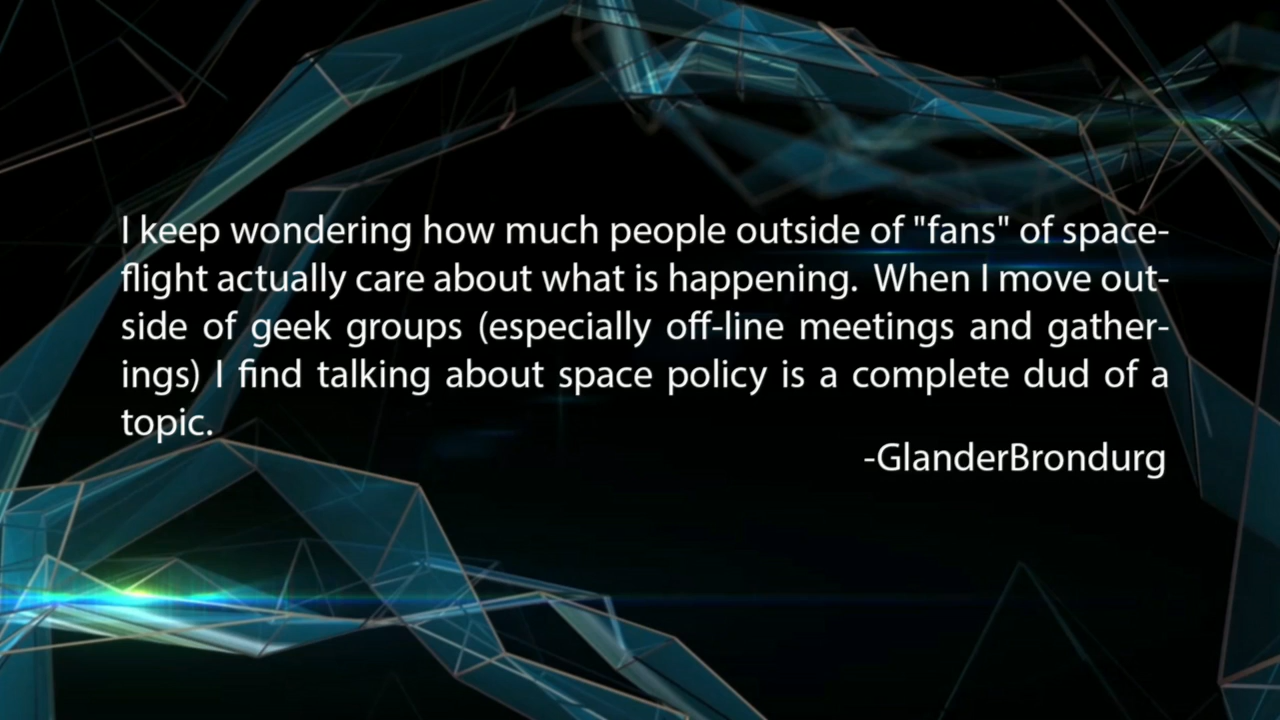 I keep wondering how much people outside of "fans" of space-
flight actually care about what is happening.  When I move out-
side of geek groups (especially off-line meetings and gather-
ings) I find talking about space policy is a complete dud of a
topic.
-GlanderBrondurg